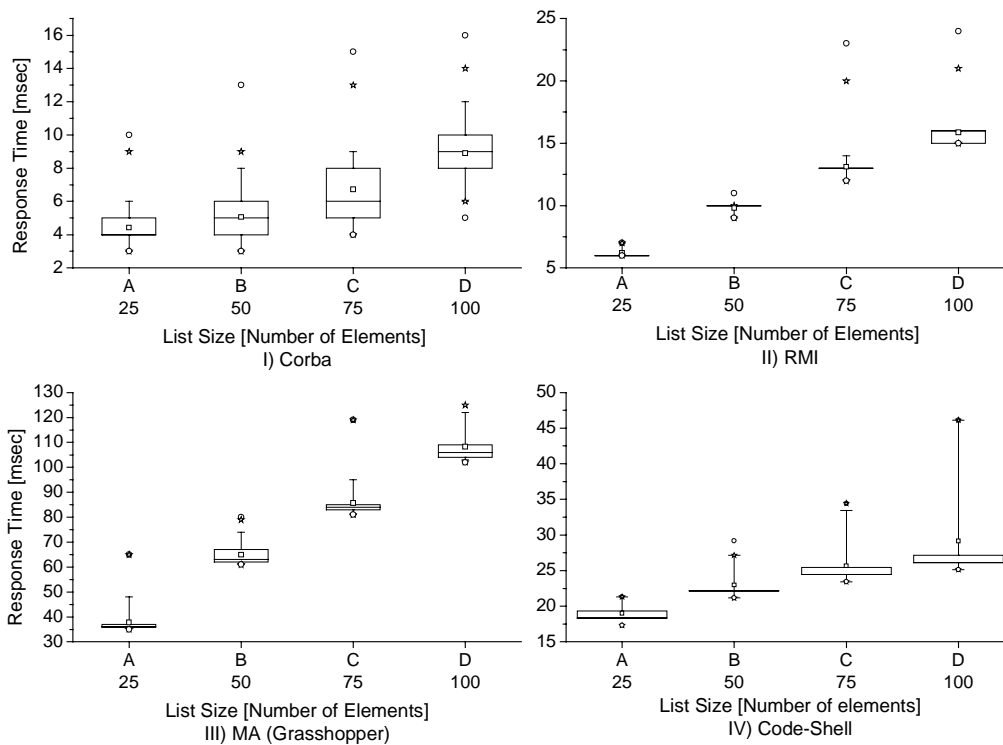 Response Time [msec]
16
14
12
10
8
6
4
2
A B C D
25 50 75 100
List Size [Number of Elements]
I) Corba
25
20
15
10
5
A B C D
25 50 75 100
List Size [Number of Elements]
II) RMI
Response Time [msec]
130
120
110
100
90
80
70
60
50
40
30
A B C D
25 50 75 100
List Size [Number of Elements]
III) MA (Grasshopper)
50
45
40
35
30
25
20
15
A B C D
25 50 75 100
List Size [Number of elements]
IV) Code-Shell